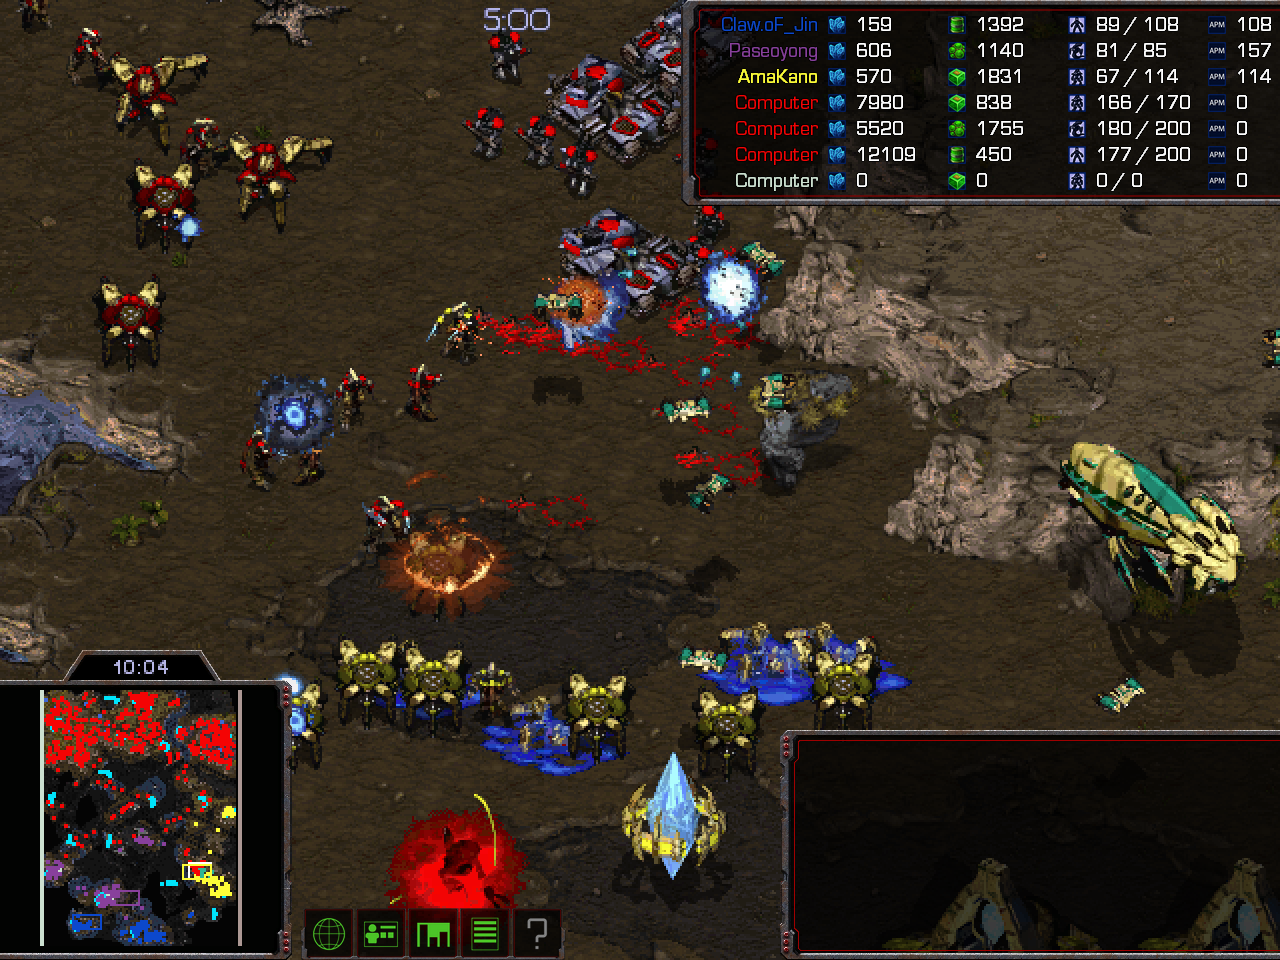 5:00
Claw.oF_Jin 159 1392 89 / 108 APM 108
Paseoyong 606 1140 81 / 85 APM 157
AmaKano 570 1831 67 / 114 APM 114
Computer 7980 838 166 / 170 APM 0
Computer 5520 1755 180 / 200 APM 0
Computer 12109 450 177 / 200 APM 0
Computer 0 0 0 / 0 APM 0
10:04
?